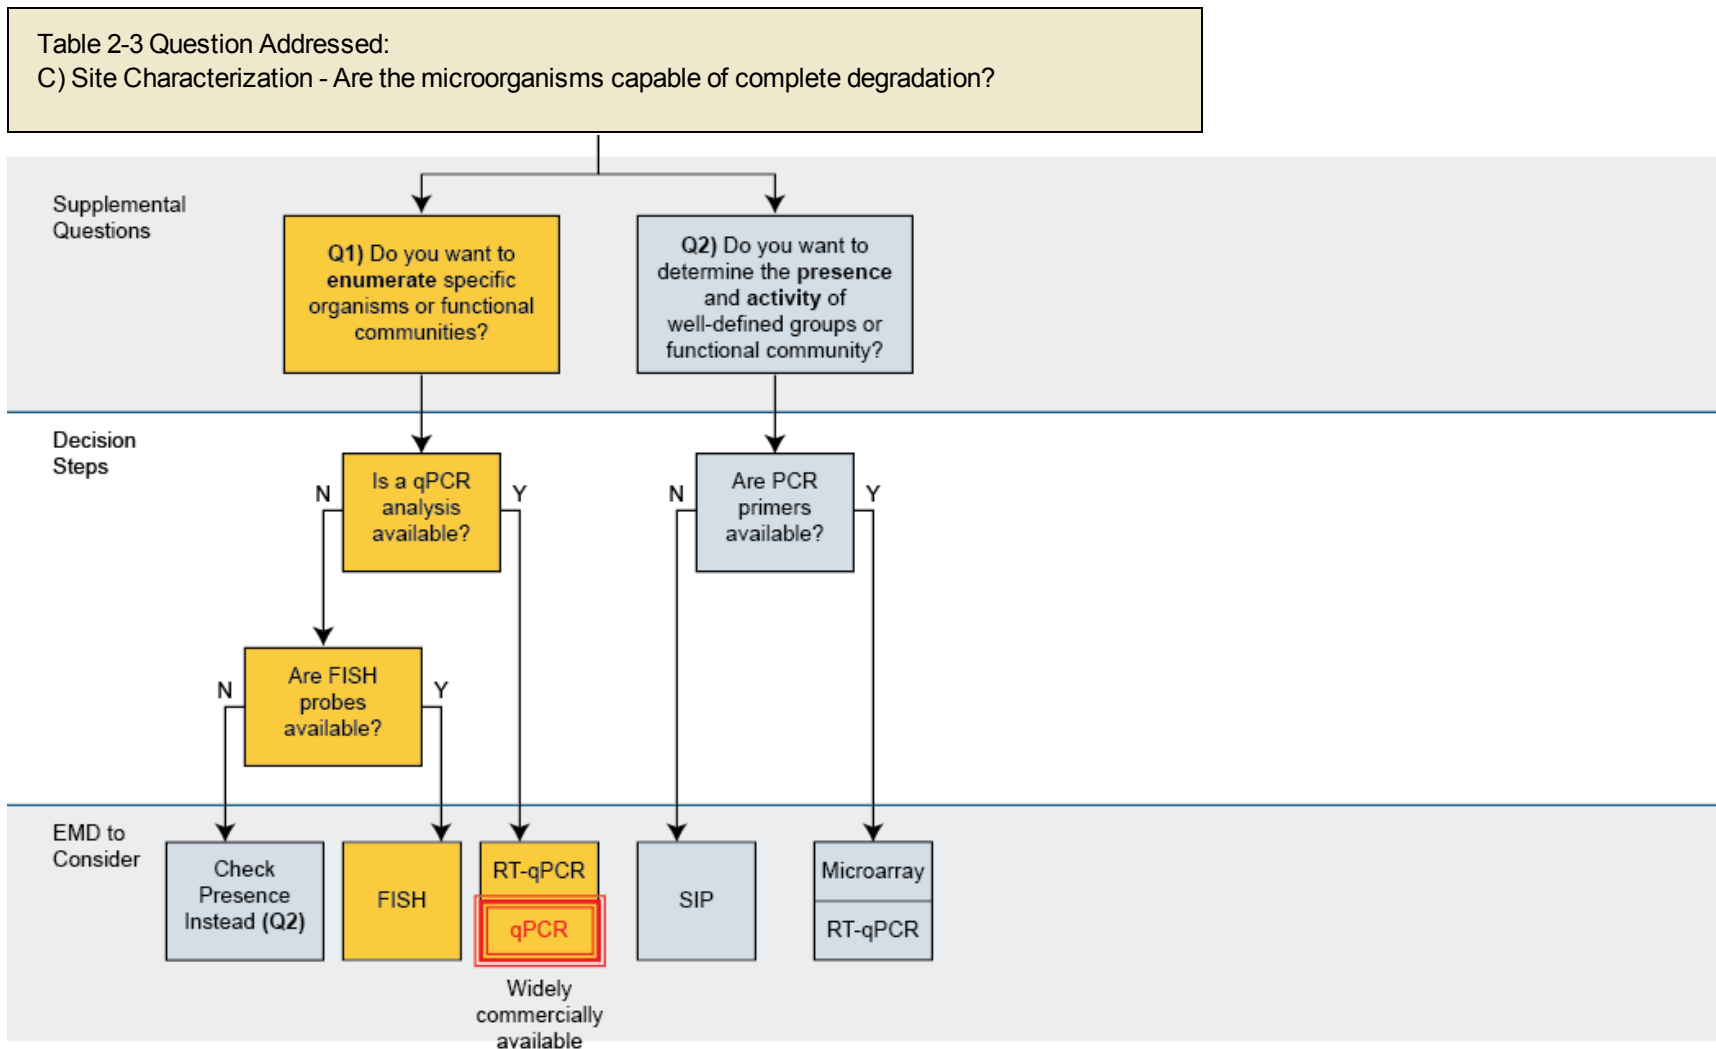 Table 2-3 Question Addressed:
C) Site Characterization - Are the microorganisms capable of complete degradation?
Supplemental
Questions
Q1) Do you want to
enumerate specific
organisms or functional
communities?
Q2) Do you want to
determine the presence
and activity of
well-defined groups or
functional community?
Decision
Steps
N
Is a qPCR
analysis
available?
Y
N
Are PCR
primers
available?
Y
N
Are FISH
probes
available?
Y
EMD to
Consider
Check
Presence
Instead (Q2)
FISH
RT-qPCR
qPCR
Widely
commercially
available
SIP
Microarray
RT-qPCR